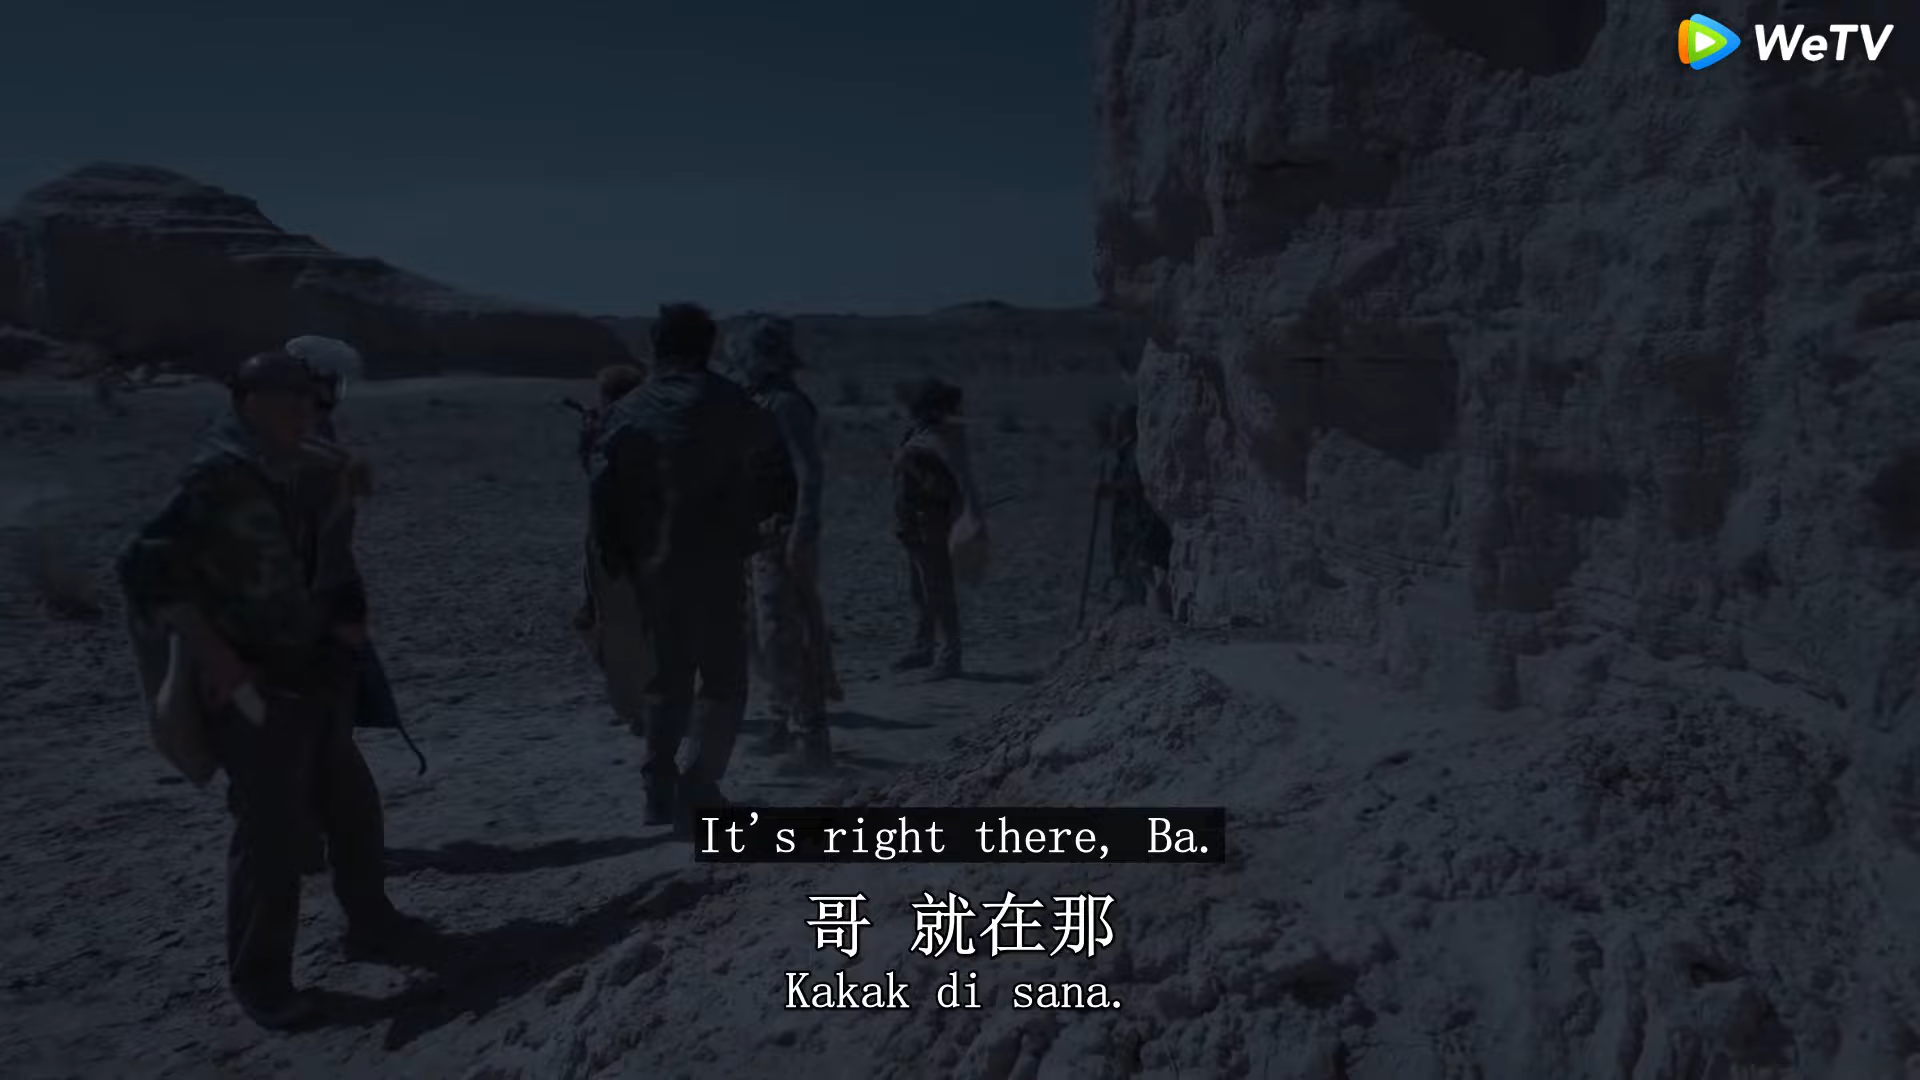 WeTV
It's right there, Ba.
哥 就在那
Kakak di sana.